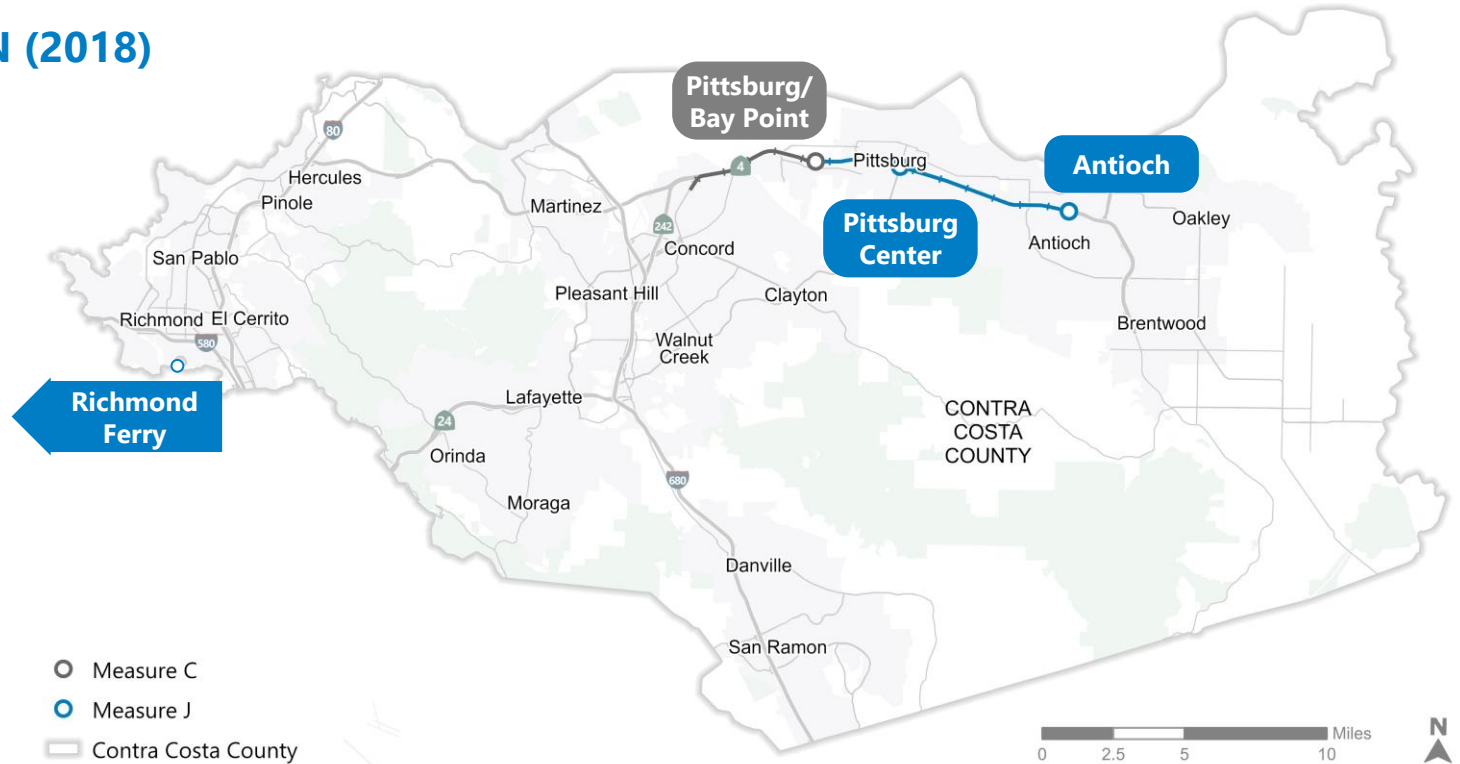 N (2018)
Pittsburg/
Bay Point
80
4
Pittsburg
Antioch
Hercules
Pinole
Martinez
242
Concord
Pittsburg
Center
Antioch
Oakley
San Pablo
Pleasant Hill
Clayton
Richmond
El Cerrito
580
Walnut
Creek
Brentwood
Richmond
Ferry
Lafayette
24
Orinda
CONTRA
COSTA
COUNTY
680
Moraga
Danville
San Ramon
Measure C
Measure J
Contra Costa County
Miles
0
2.5
5
10
N